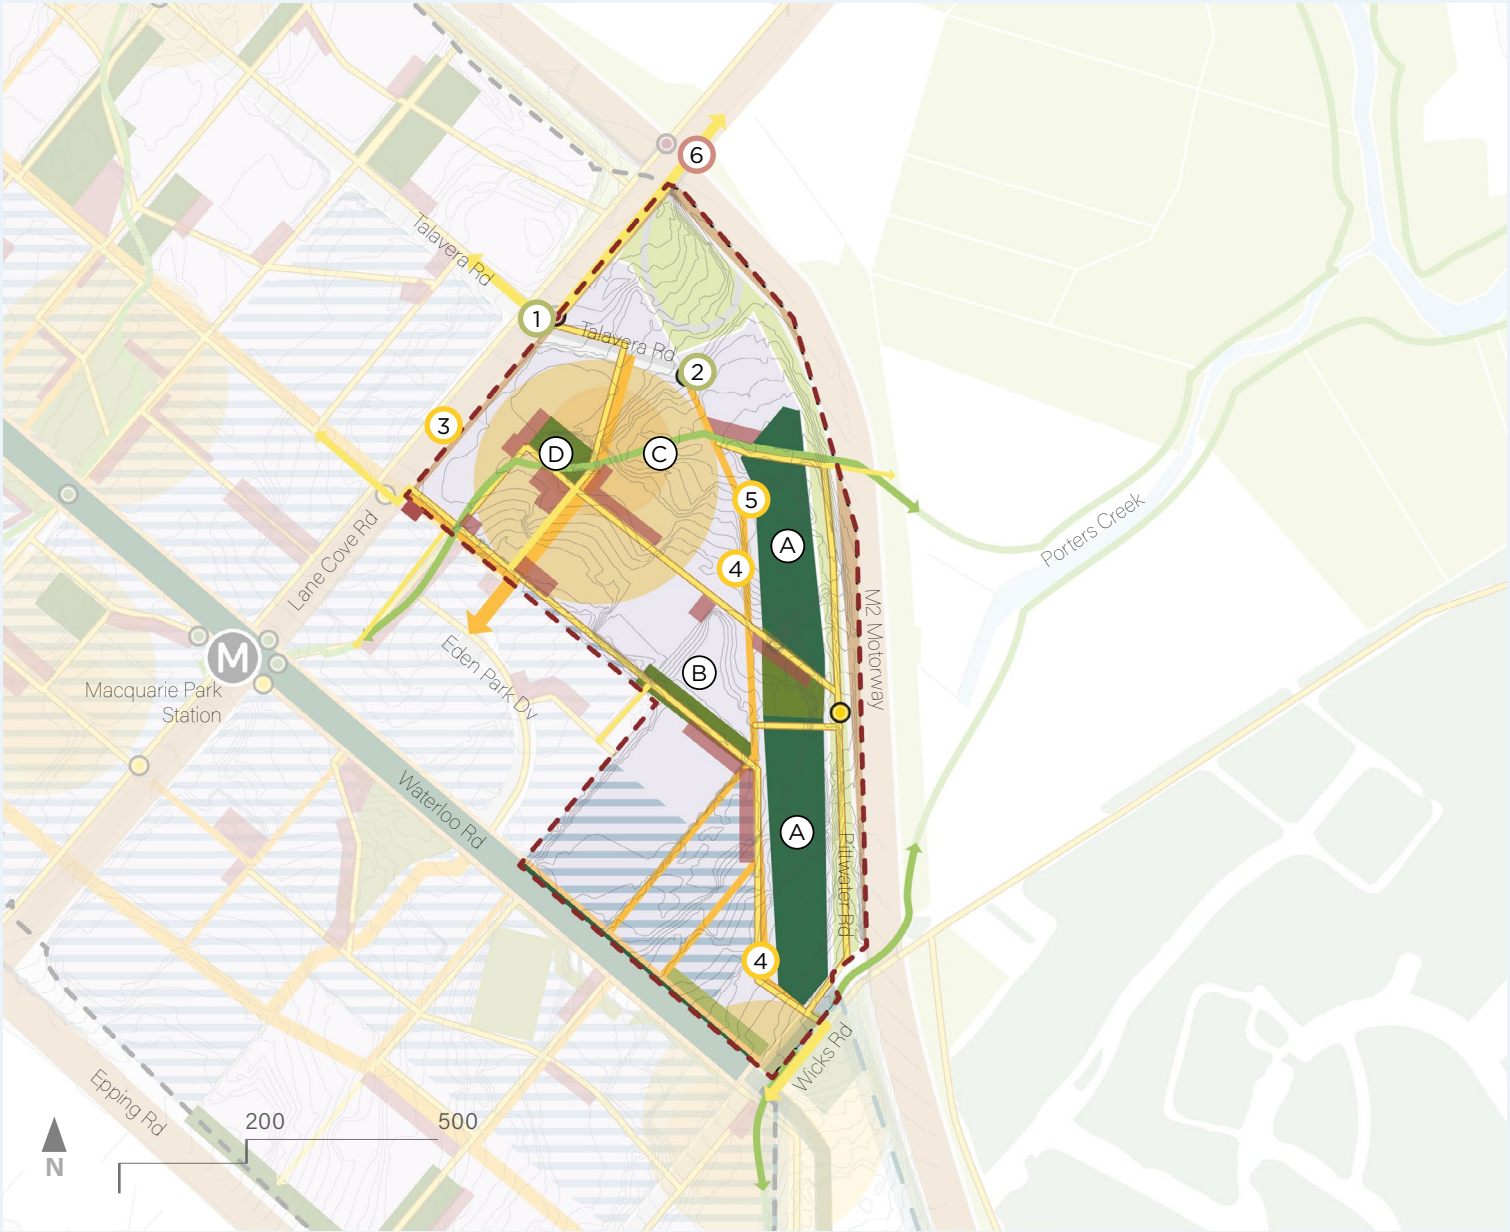 6
Talavera Rd
1
Talavera Rd
2
3
D
C
5
A
4
Lane Cove Rd
Porters Creek
M2 Motorway
M
Macquarie Park
Station
Eden Park Dv
B
Waterloo Rd
A
Pittwater Rd
4
Wicks Rd
Epping Rd
200
500
N